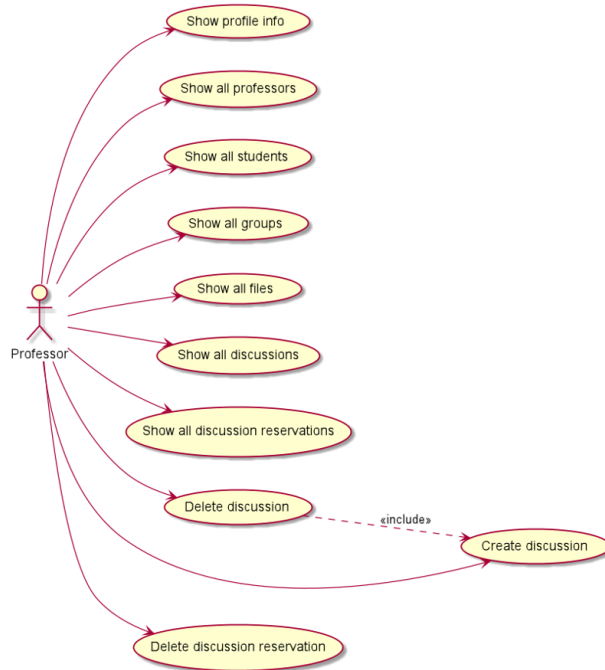 Show profile info
Show all professors
Show all students
Show all groups
Show all files
Professor
Show all discussions
Show all discussion reservations
Delete discussion
«include»
Create discussion
Delete discussion reservation